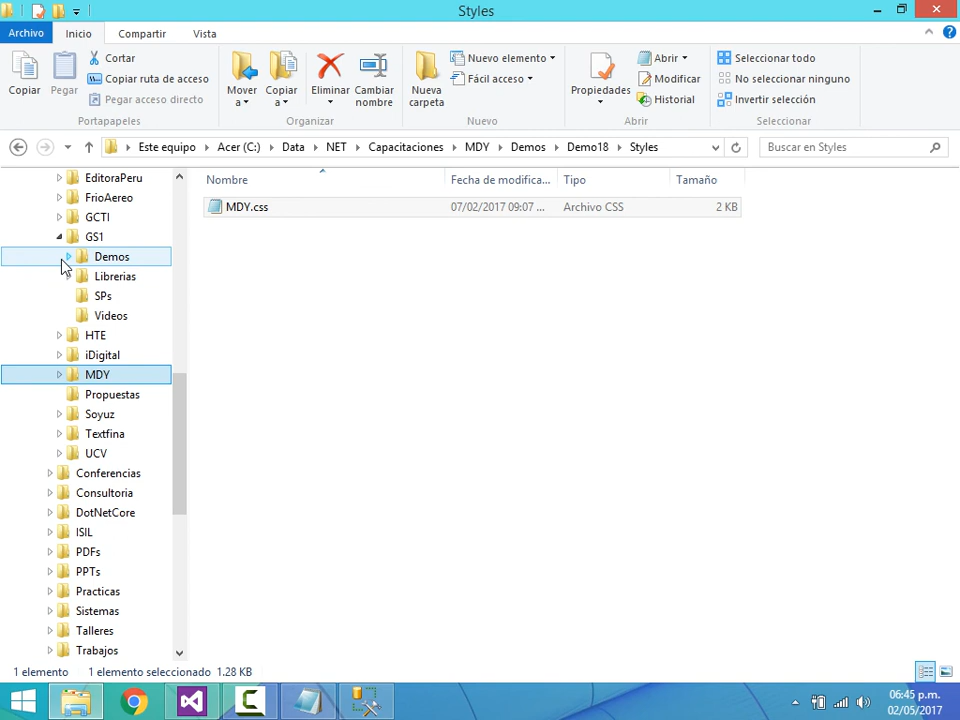 Styles
Archivo Inicio Compartir Vista
Copiar
Pegar
Cortar
Copiar ruta de acceso
Pegar acceso directo
Portapapeles
Mover a
Copiar a
Eliminar
Cambiar nombre
Organizar
Nueva carpeta
Nuevo elemento
Fácil acceso
Nuevo
Propiedades
Abrir
Modificar
Historial
Abrir
Seleccionar todo
No seleccionar ninguno
Invertir selección
Seleccionar
Este equipo Acer (C:) Data NET Capacitaciones MDY Demos Demo18 Styles
Buscar en Styles
EditoraPeru
FrioAereo
GCTI
GS1
Demos
Librerias
SPs
Videos
HTE
iDigital
MDY
Propuestas
Soyuz
Textfina
UCV
Conferencias
Consultoria
DotNetCore
ISIL
PDFs
PPTs
Practicas
Sistemas
Talleres
Trabajos
Nombre Fecha de modifica... Tipo Tamaño
MDY.css 07/02/2017 09:07 ... Archivo CSS 2 KB
1 elemento 1 elemento seleccionado 1.28 KB
06:45 p.m.
02/05/2017